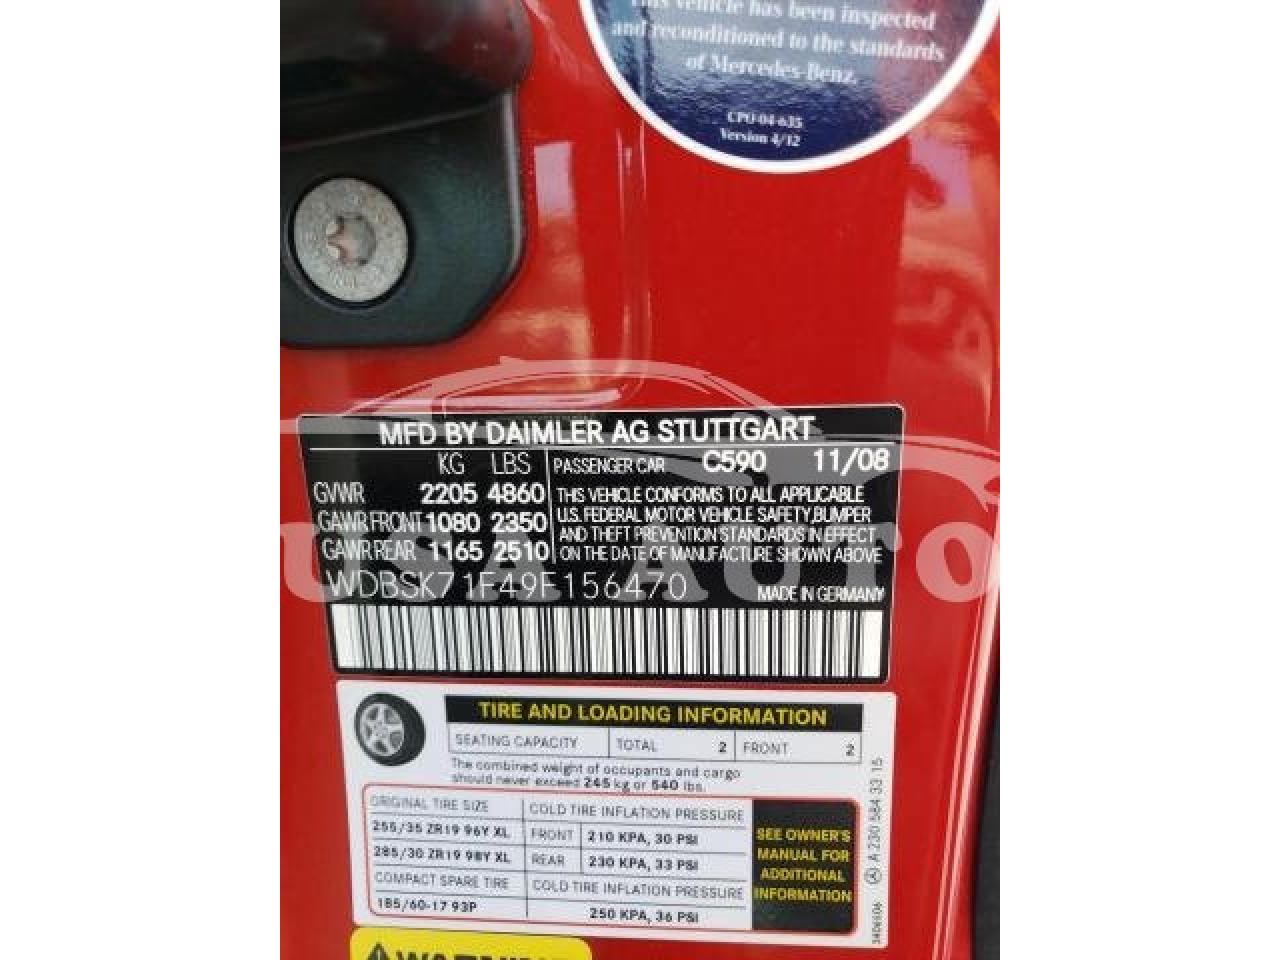 This vehicle has been inspected
and reconditioned to the standards
of Mercedes-Benz.
CPO-04-635
Version 4/12
MFD BY DAIMLER AG STUTTGART
KG LBS PASSENGER CAR C590 11/08
GVWR 2205 4860
GAWR FRONT 1080 2350
GAWR REAR 1165 2510
THIS VEHICLE CONFORMS TO ALL APPLICABLE
U.S. FEDERAL MOTOR VEHICLE SAFETY, BUMPER
AND THEFT PREVENTION STANDARDS IN EFFECT
ON THE DATE OF MANUFACTURE SHOWN ABOVE
WDBSK71F49F156470 MADE IN GERMANY
USA AUTO
TIRE AND LOADING INFORMATION
SEATING CAPACITY TOTAL 2 FRONT 2
The combined weight of occupants and cargo
should never exceed 245 kg or 540 lbs.
ORIGINAL TIRE SIZE COLD TIRE INFLATION PRESSURE
255/35 ZR19 96Y XL FRONT 210 KPA, 30 PSI
285/30 ZR19 98Y XL REAR 230 KPA, 33 PSI
COMPACT SPARE TIRE COLD TIRE INFLATION PRESSURE
185/60-17 93P 250 KPA, 36 PSI
SEE OWNER'S
MANUAL FOR
ADDITIONAL
INFORMATION
A 230 584 33 15
WARNING